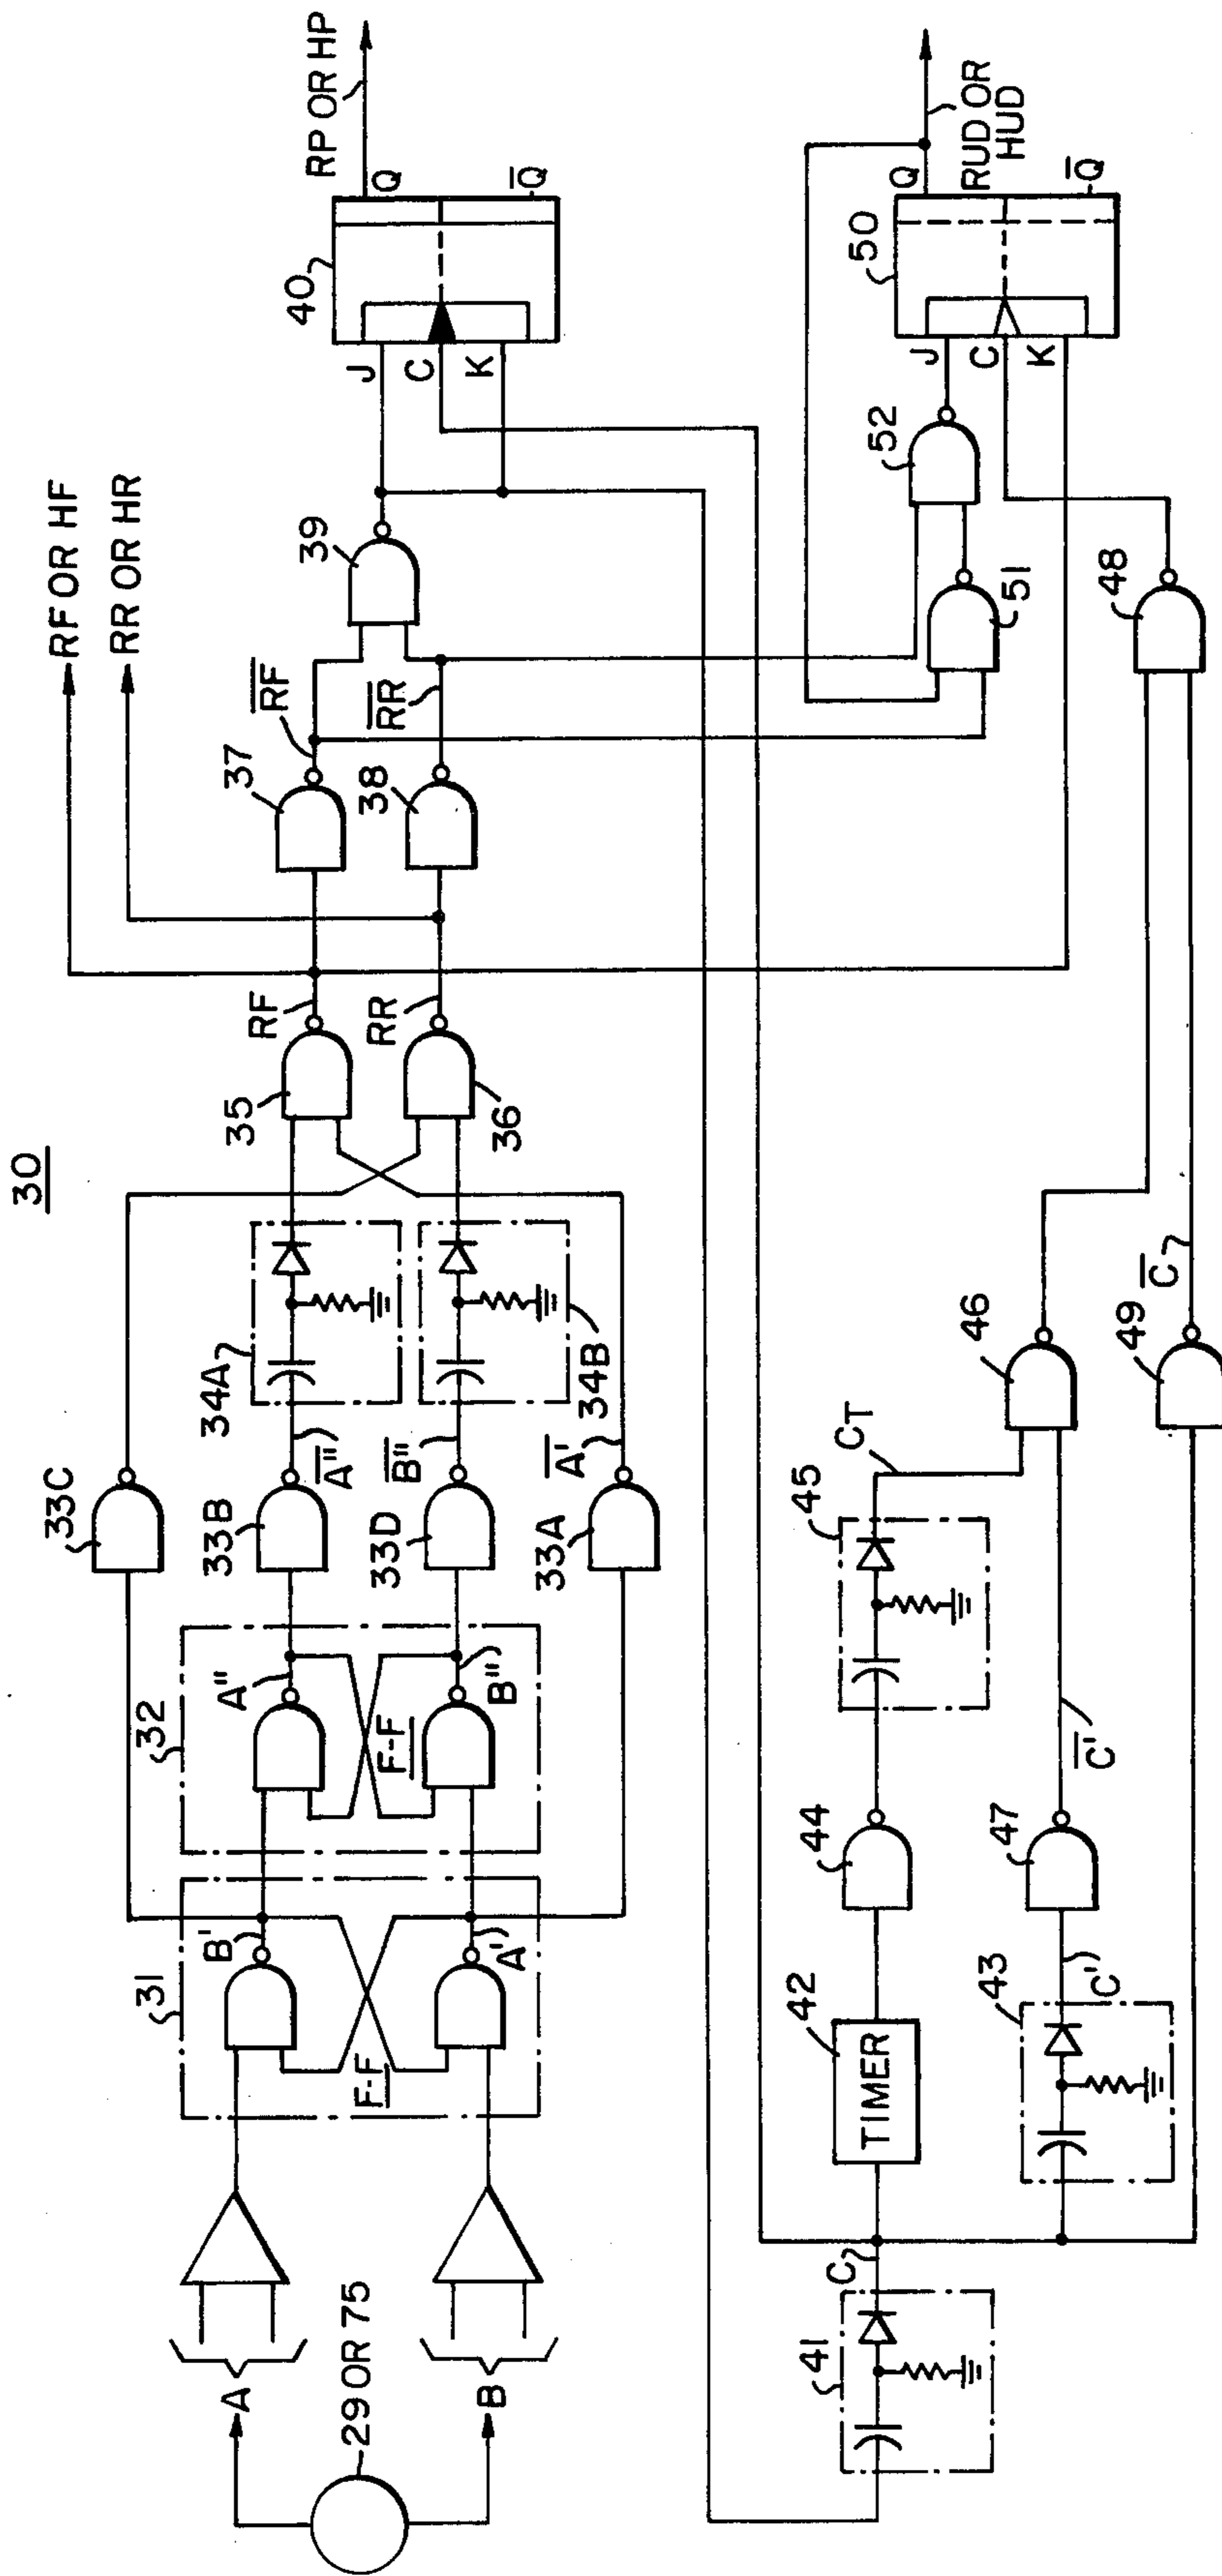 30
29 OR 75
A
B
31
F-F
B'
A'
32
F-F
A"
B"
33C
33B
33D
33A
A"
B"
A'
34A
34B
35
36
RF
RR
37
38
RF
RR
RF OR HF
RR OR HR
39
40
J
C
K
Q
Q
RP OR HP
41
C
42
TIMER
43
C'
44
47
C'
45
CT
46
49
C
48
51
52
50
J
C
K
Q
Q
RUD OR
HUD